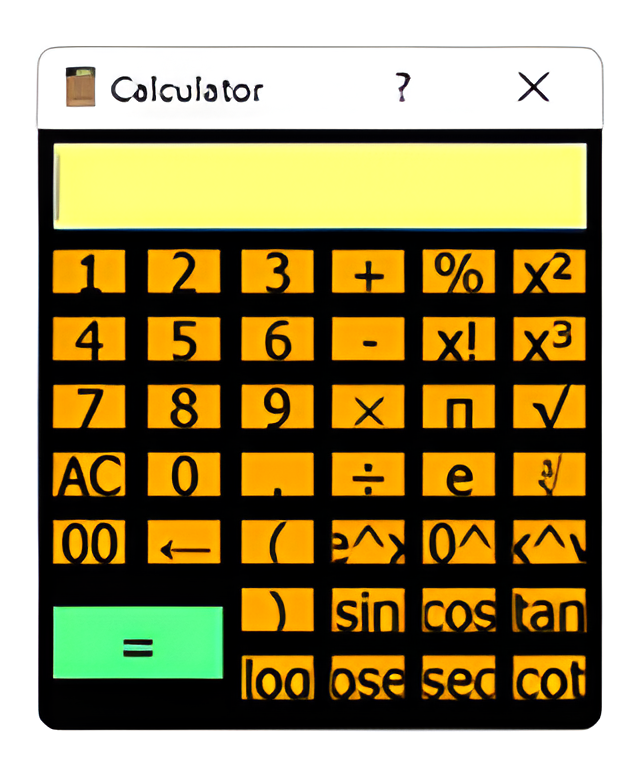 Calculator ? ×
1 2 3 + % x²
4 5 6 - x! x³
7 8 9 × п √
AC 0 . ÷ e ∛
00 ← ( e^x 0^
) sin cos tan
=
log sec cot